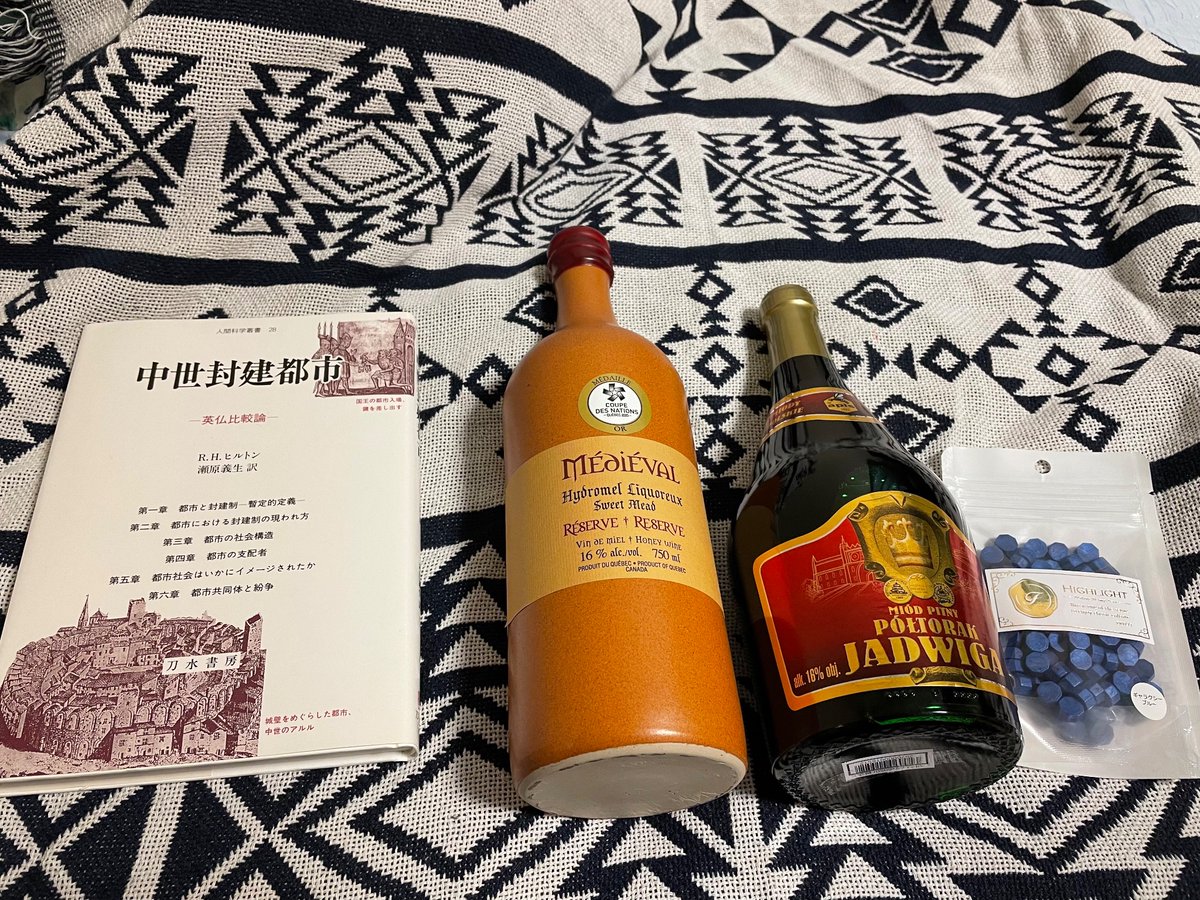 人間科学叢書 28
中世封建都市
―英仏比較論―
国王の都市入場、
鍵を差し出す
R.H.ヒルトン
瀬原義生 訳
第一章 都市と封建制―暫定的定義―
第二章 都市における封建制の現われ方
第三章 都市の社会構造
第四章 都市の支配者
第五章 都市社会はいかにイメージされたか
第六章 都市共同体と紛争
刀水書房
城壁をめぐらした都市、
中世のアルル
MÉDAILLE
COUPE
DES NATIONS
OR
MÉDIÉVAL
Hydromel Liquoreux
Sweet Mead
RÉSERVE † RESERVE
VIN DE MIEL † HONEY WINE
16 % alc./vol. 750 ml
PRODUIT DU QUÉBEC • PRODUCT OF QUEBEC
CANADA
MIÓD PITNY
PÓŁTORAK
JADWIGA
alk. 16% obj.
HIGHLIGHT
ギャラクシー
ブルー